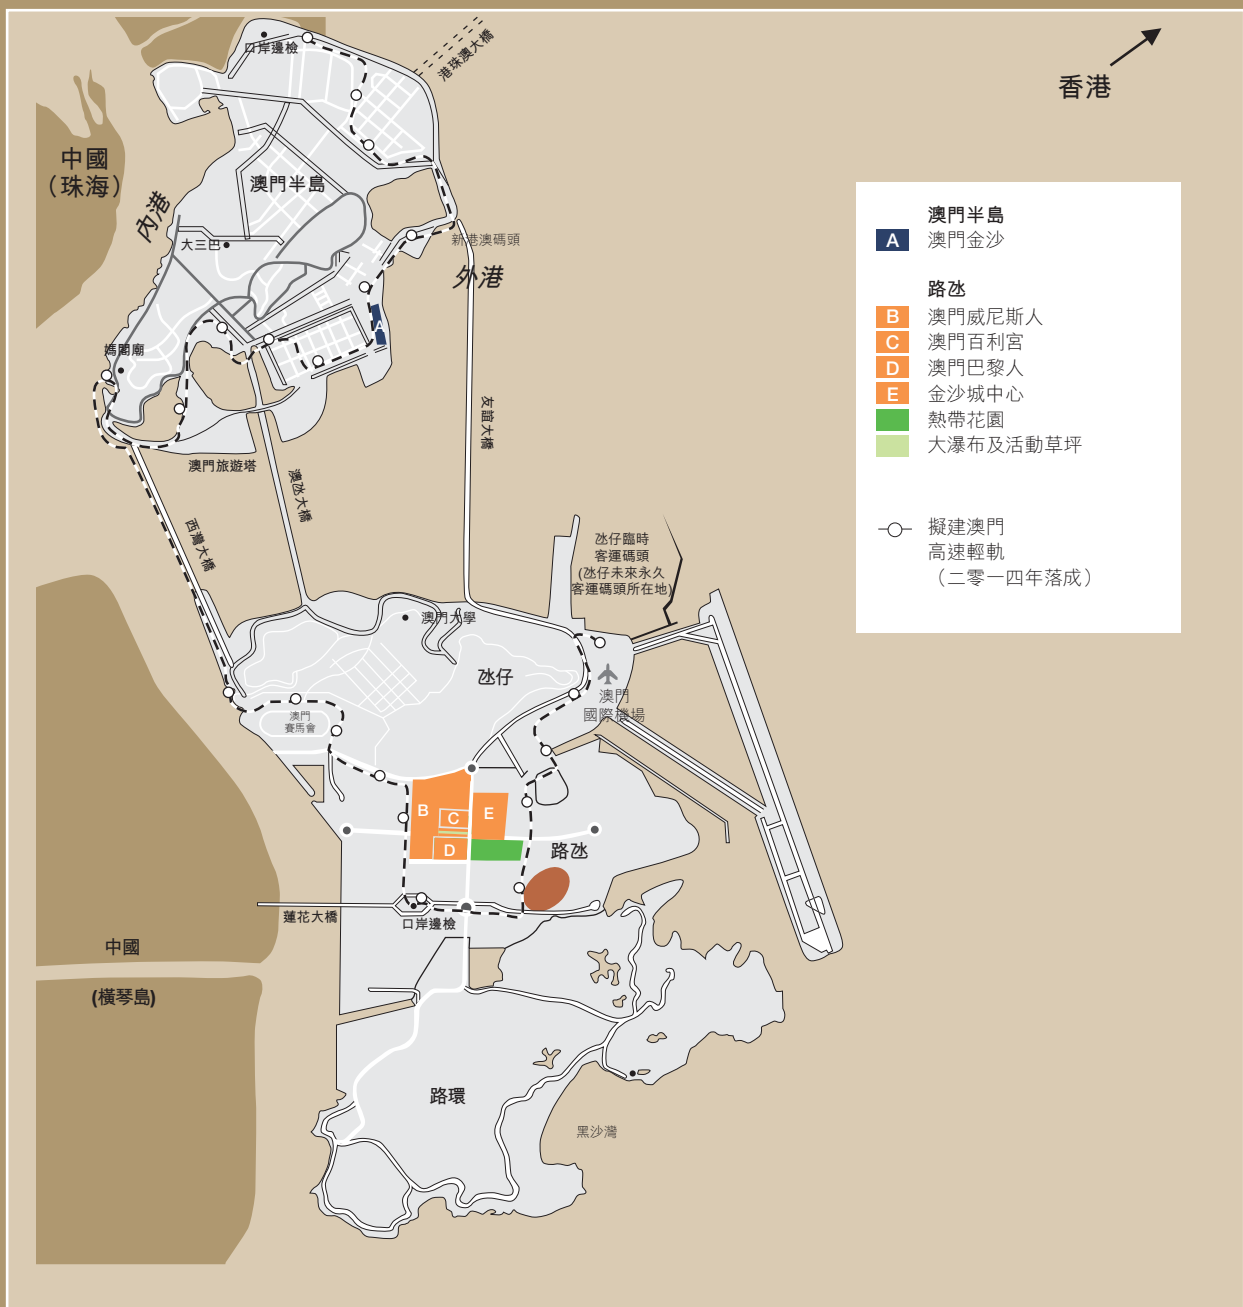 口岸邊檢
港珠澳大橋
香港
中國
（珠海）
澳門半島
內港
大三巴
新港澳碼頭
外港
A
媽閣廟
友誼大橋
澳門旅遊塔
澳氹大橋
西灣大橋
澳門半島
A 澳門金沙
路氹
B 澳門威尼斯人
C 澳門百利宮
D 澳門巴黎人
E 金沙城中心
熱帶花園
大瀑布及活動草坪
擬建澳門
高速輕軌
（二零一四年落成）
氹仔臨時
客運碼頭
(氹仔未來永久
客運碼頭所在地)
澳門大學
氹仔
澳門
國際機場
澳門
賽馬會
B
C
E
D
路氹
蓮花大橋
口岸邊檢
中國
(橫琴島)
路環
黑沙灣